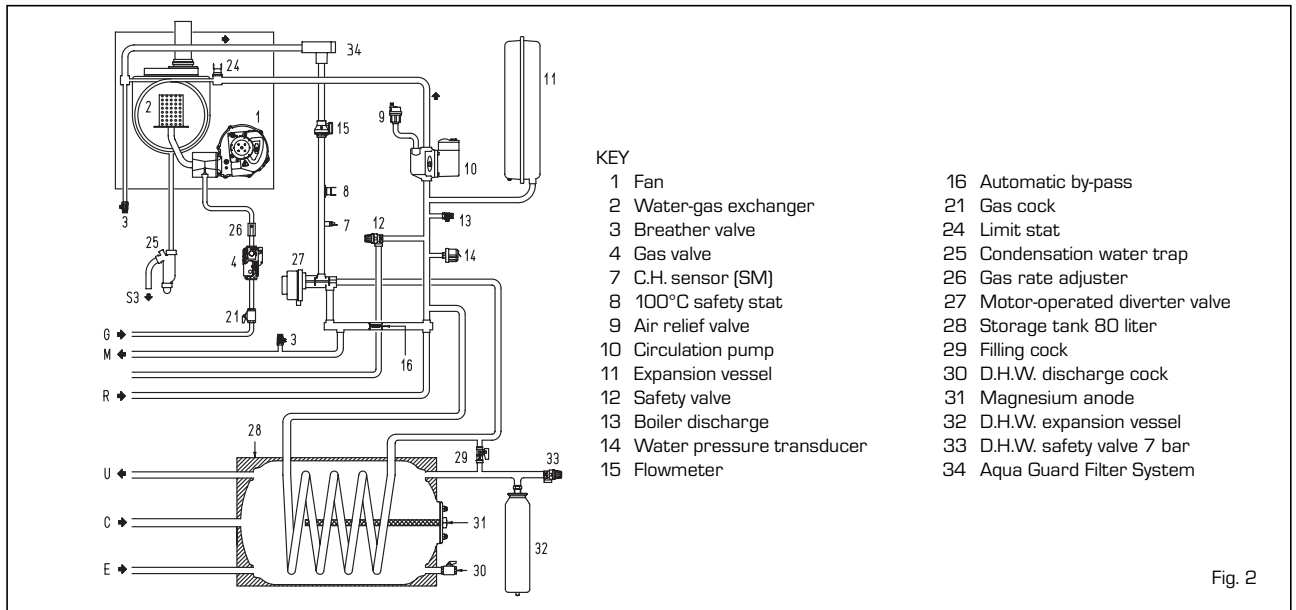 34
24
11
2
1
9
15
10
8
3
13
7
12
26
25
14
4
27
S3
21
G
3
M
16
R
28
29
33
U
C
31
32
E
30
KEY
1 Fan
2 Water-gas exchanger
3 Breather valve
4 Gas valve
7 C.H. sensor (SM)
8 100°C safety stat
9 Air relief valve
10 Circulation pump
11 Expansion vessel
12 Safety valve
13 Boiler discharge
14 Water pressure transducer
15 Flowmeter
16 Automatic by-pass
21 Gas cock
24 Limit stat
25 Condensation water trap
26 Gas rate adjuster
27 Motor-operated diverter valve
28 Storage tank 80 liter
29 Filling cock
30 D.H.W. discharge cock
31 Magnesium anode
32 D.H.W. expansion vessel
33 D.H.W. safety valve 7 bar
34 Aqua Guard Filter System
Fig. 2